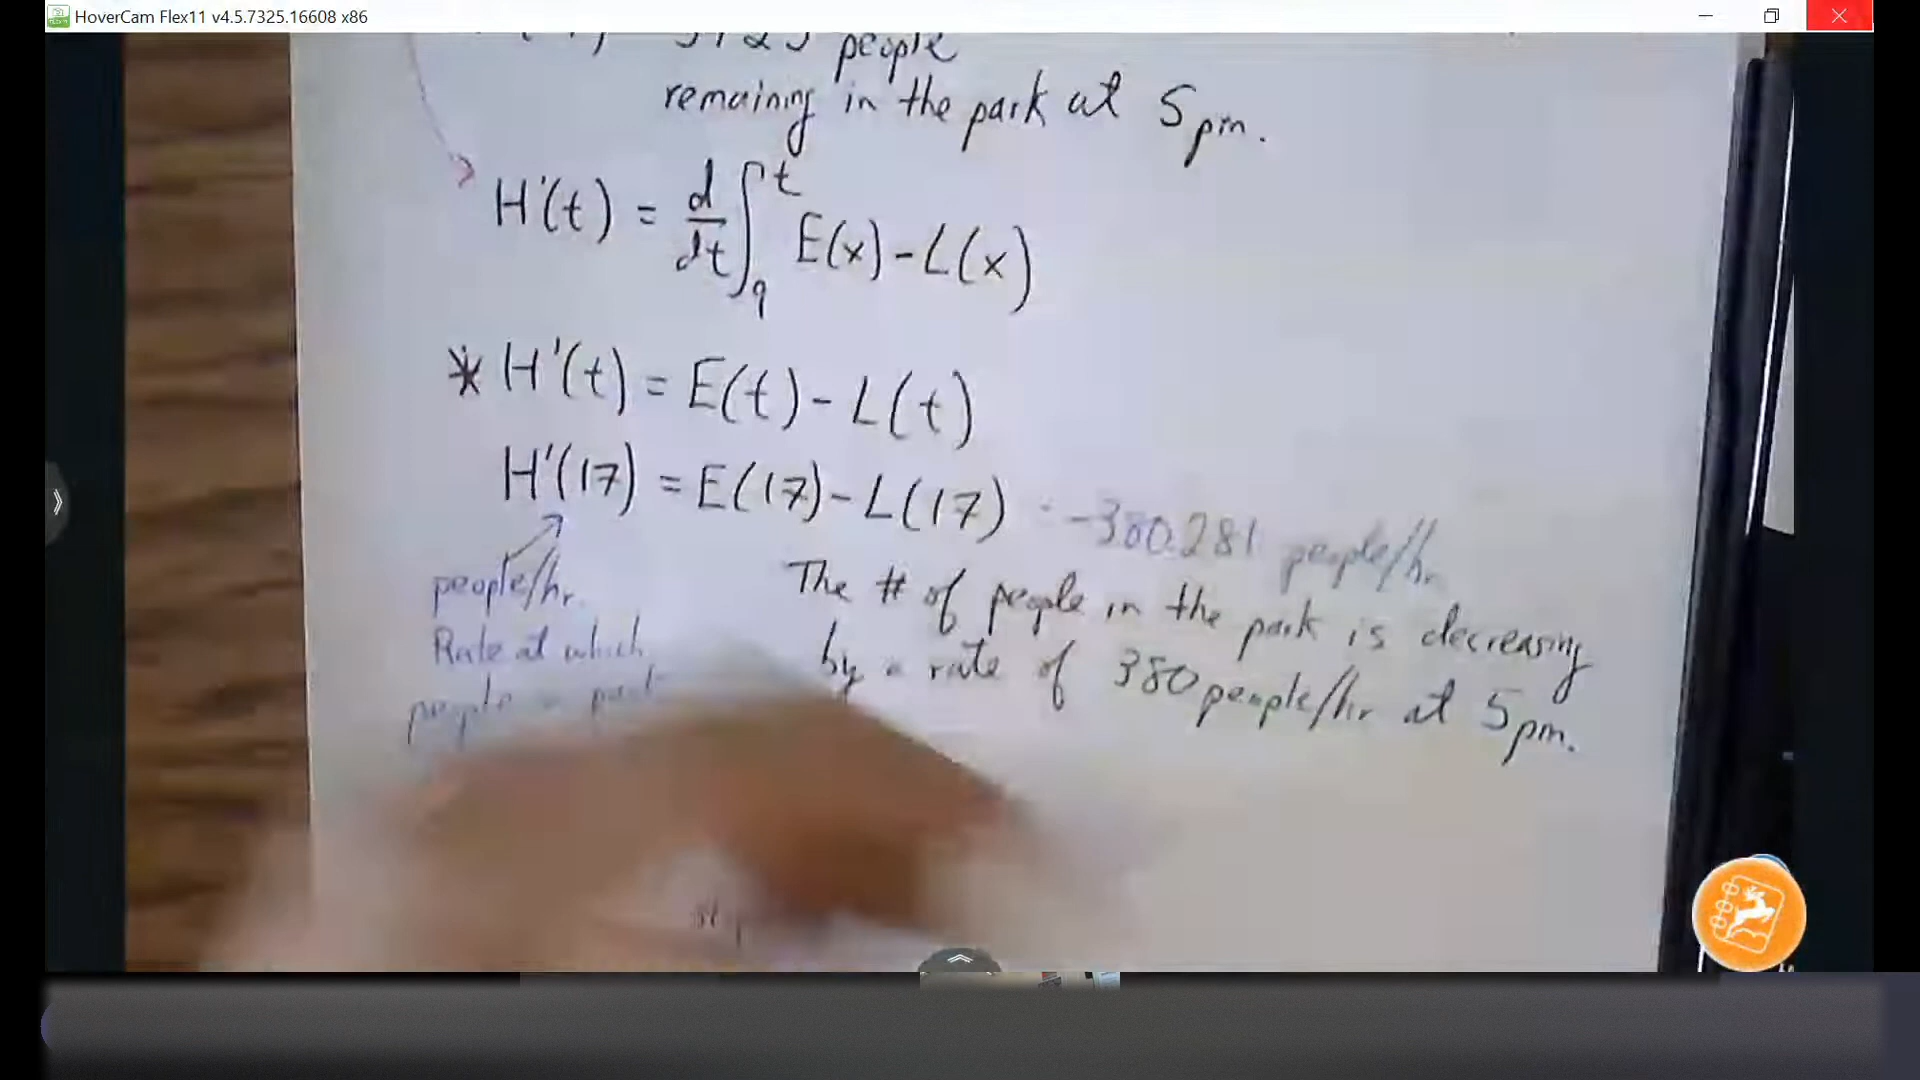 HoverCam Flex11 v4.5.7325.16608 x86
people
remaining in the park at 5pm.
H'(t) = d/dt ∫₉ᵗ E(x) - L(x)
* H'(t) = E(t) - L(t)
H'(17) = E(17) - L(17) = -380.281 people/hr.
people/hr.
Rate at which
people
The # of people in the park is decreasing
by a rate of 380 people/hr at 5pm.